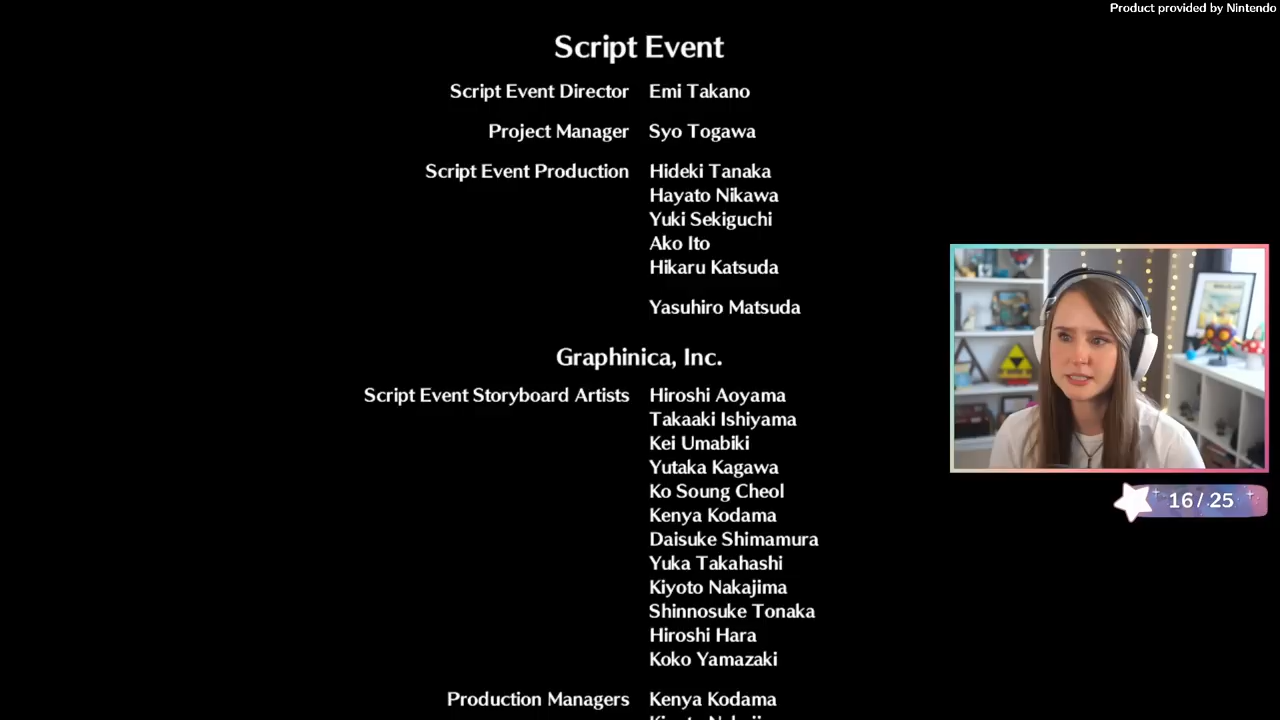 Product provided by Nintendo
Script Event
Script Event Director Emi Takano
Project Manager Syo Togawa
Script Event Production Hideki Tanaka
Hayato Nikawa
Yuki Sekiguchi
Ako Ito
Hikaru Katsuda
Yasuhiro Matsuda
Graphinica, Inc.
Script Event Storyboard Artists Hiroshi Aoyama
Takaaki Ishiyama
Kei Umabiki
Yutaka Kagawa
Ko Soung Cheol
Kenya Kodama
Daisuke Shimamura
Yuka Takahashi
Kiyoto Nakajima
Shinnosuke Tonaka
Hiroshi Hara
Koko Yamazaki
Production Managers Kenya Kodama
16/25